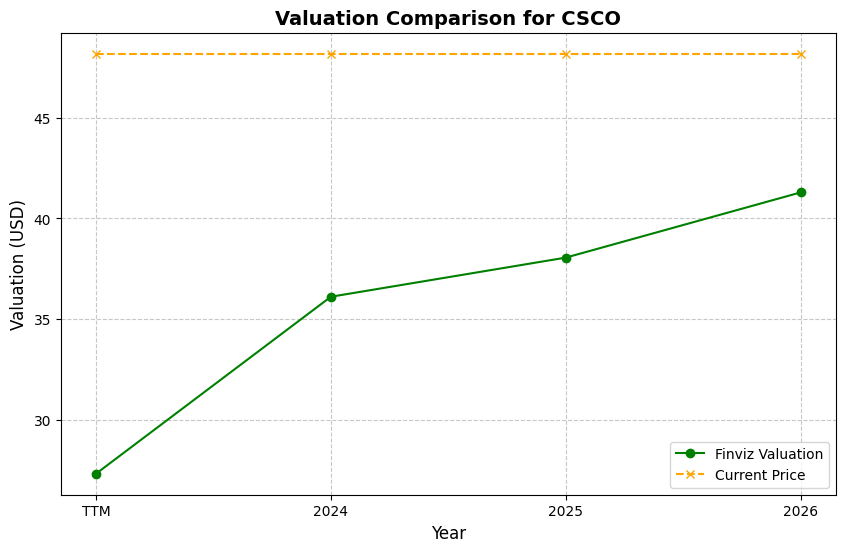 Valuation Comparison for CSCO
Valuation (USD)
45
40
35
30
TTM
2024
2025
2026
Year
Finviz Valuation
Current Price